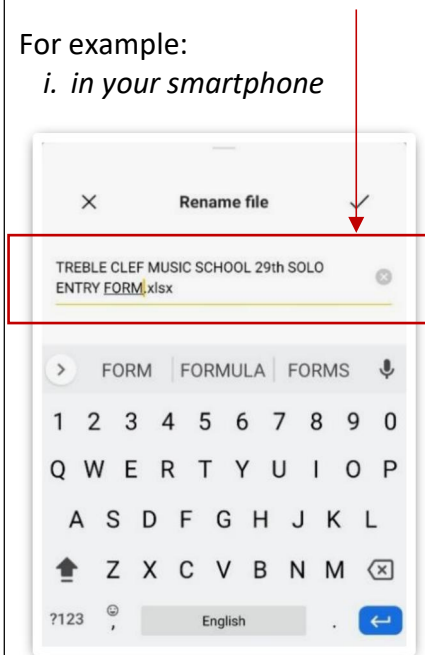 For example:
i. in your smartphone
Rename file
TREBLE CLEF MUSIC SCHOOL 29th SOLO
ENTRY FORM.xlsx
FORM FORMULA FORMS
1 2 3 4 5 6 7 8 9 0
Q W E R T Y U I O P
A S D F G H J K L
Z X C V B N M
?123 , English .